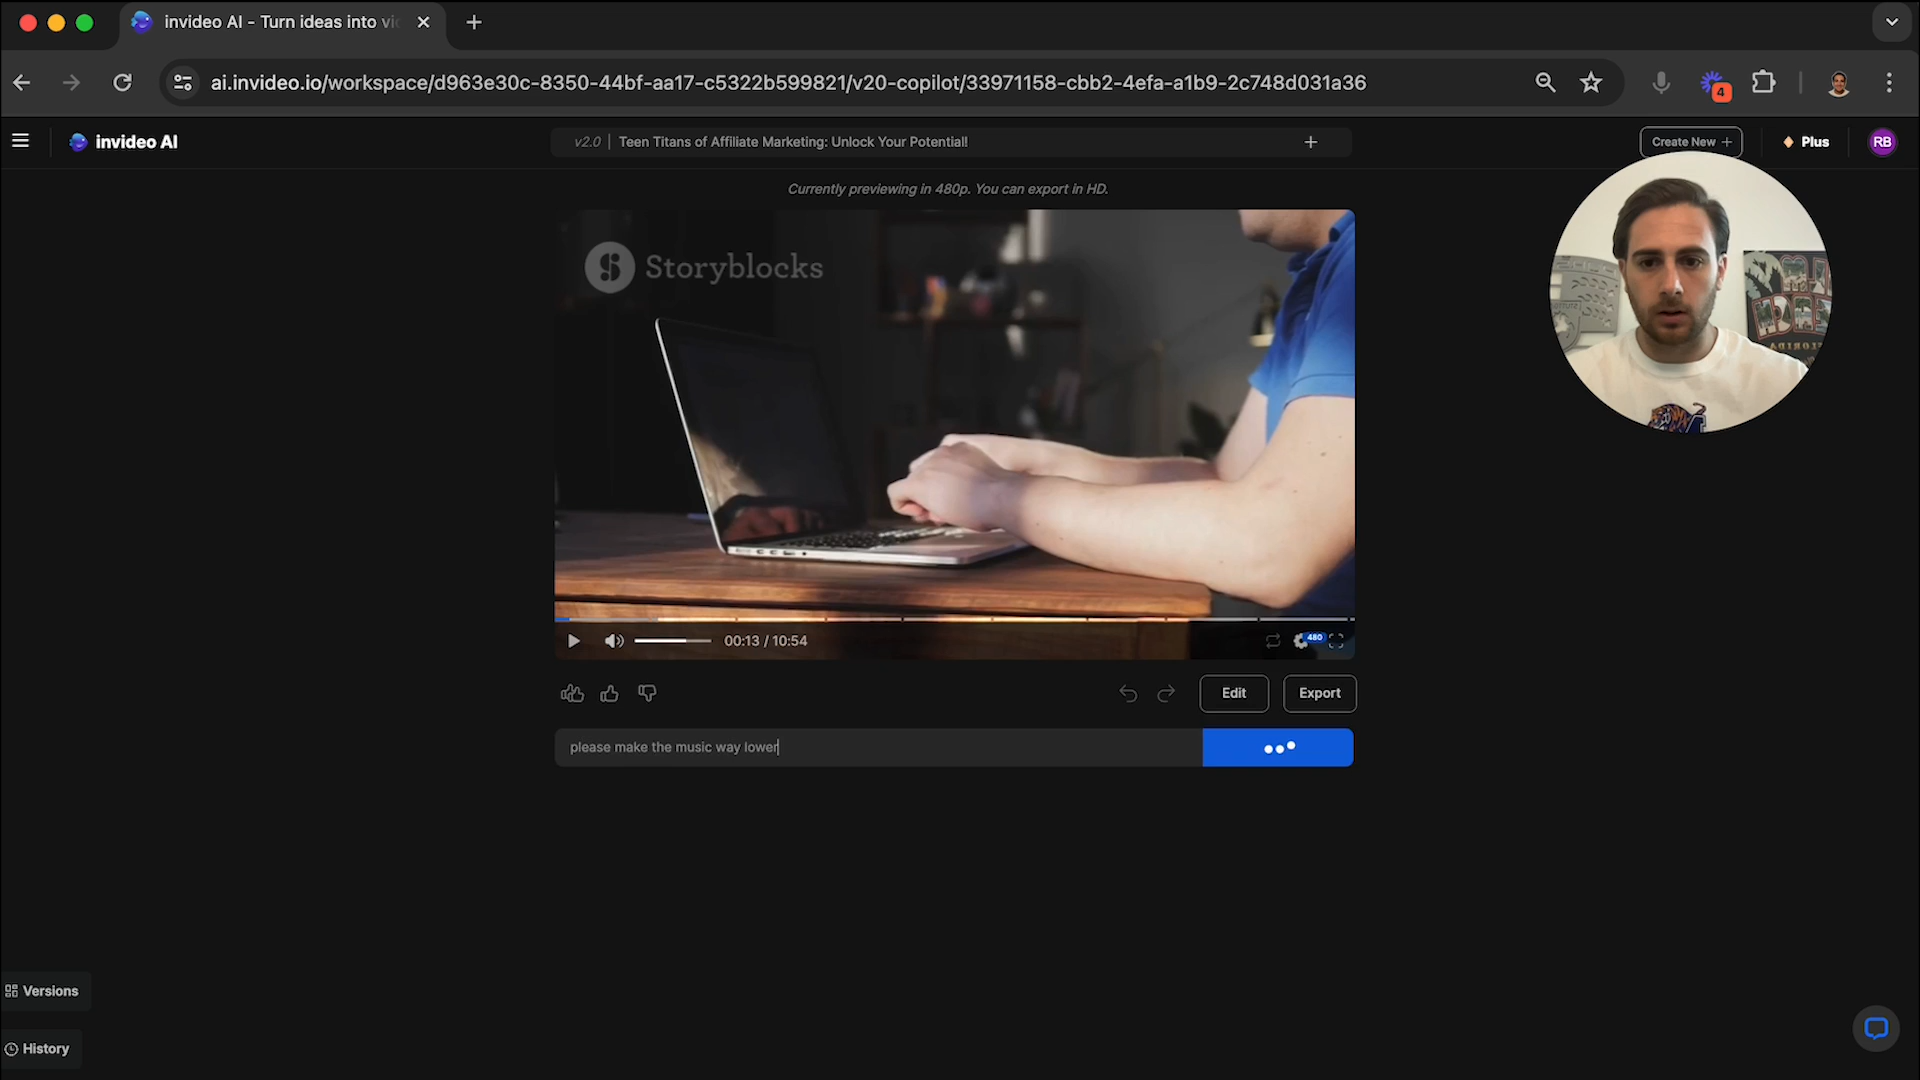 invideo AI - Turn ideas into vi
ai.invideo.io/workspace/d963e30c-8350-44bf-aa17-c5322b599821/v20-copilot/33971158-cbb2-4efa-a1b9-2c748d031a36
4
invideo AI
v2.0 | Teen Titans of Affiliate Marketing: Unlock Your Potential!
Create New +
Plus
RB
Currently previewing in 480p. You can export in HD.
Storyblocks
00:13 / 10:54
480
Edit
Export
please make the music way lower
Versions
History